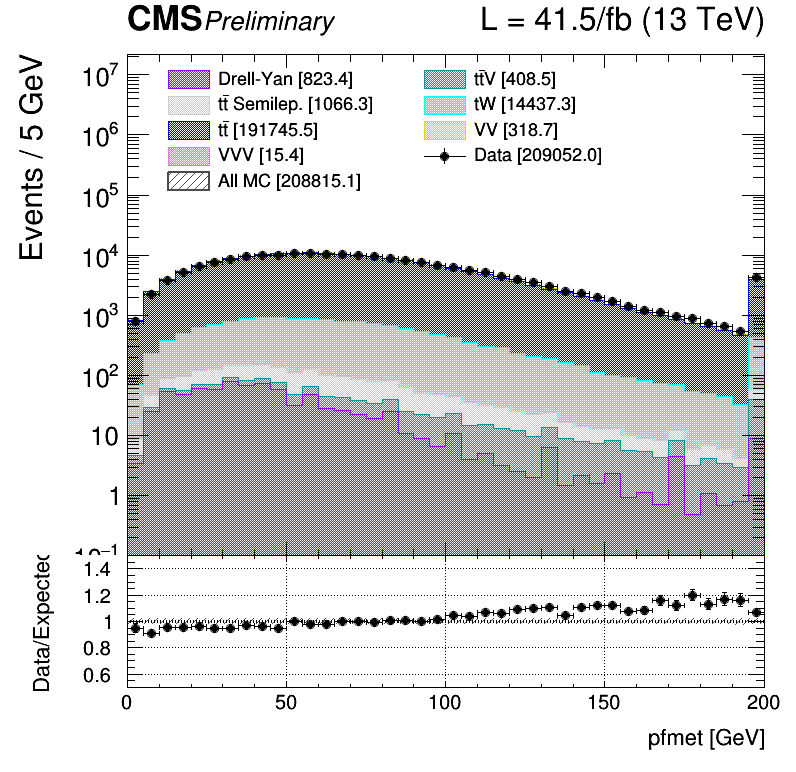 CMS Preliminary L = 41.5/fb (13 TeV)
Events / 5 GeV
Drell-Yan [823.4]
tt̄ Semilep. [1066.3]
tt̄ [191745.5]
VVV [15.4]
All MC [208815.1]
tt̄V [408.5]
tW [14437.3]
VV [318.7]
Data [209052.0]
10⁷
10⁶
10⁵
10⁴
10³
10²
10
1
10⁻¹
Data/Expected
1.4
1.2
1
0.8
0.6
0 50 100 150 200
pfmet [GeV]